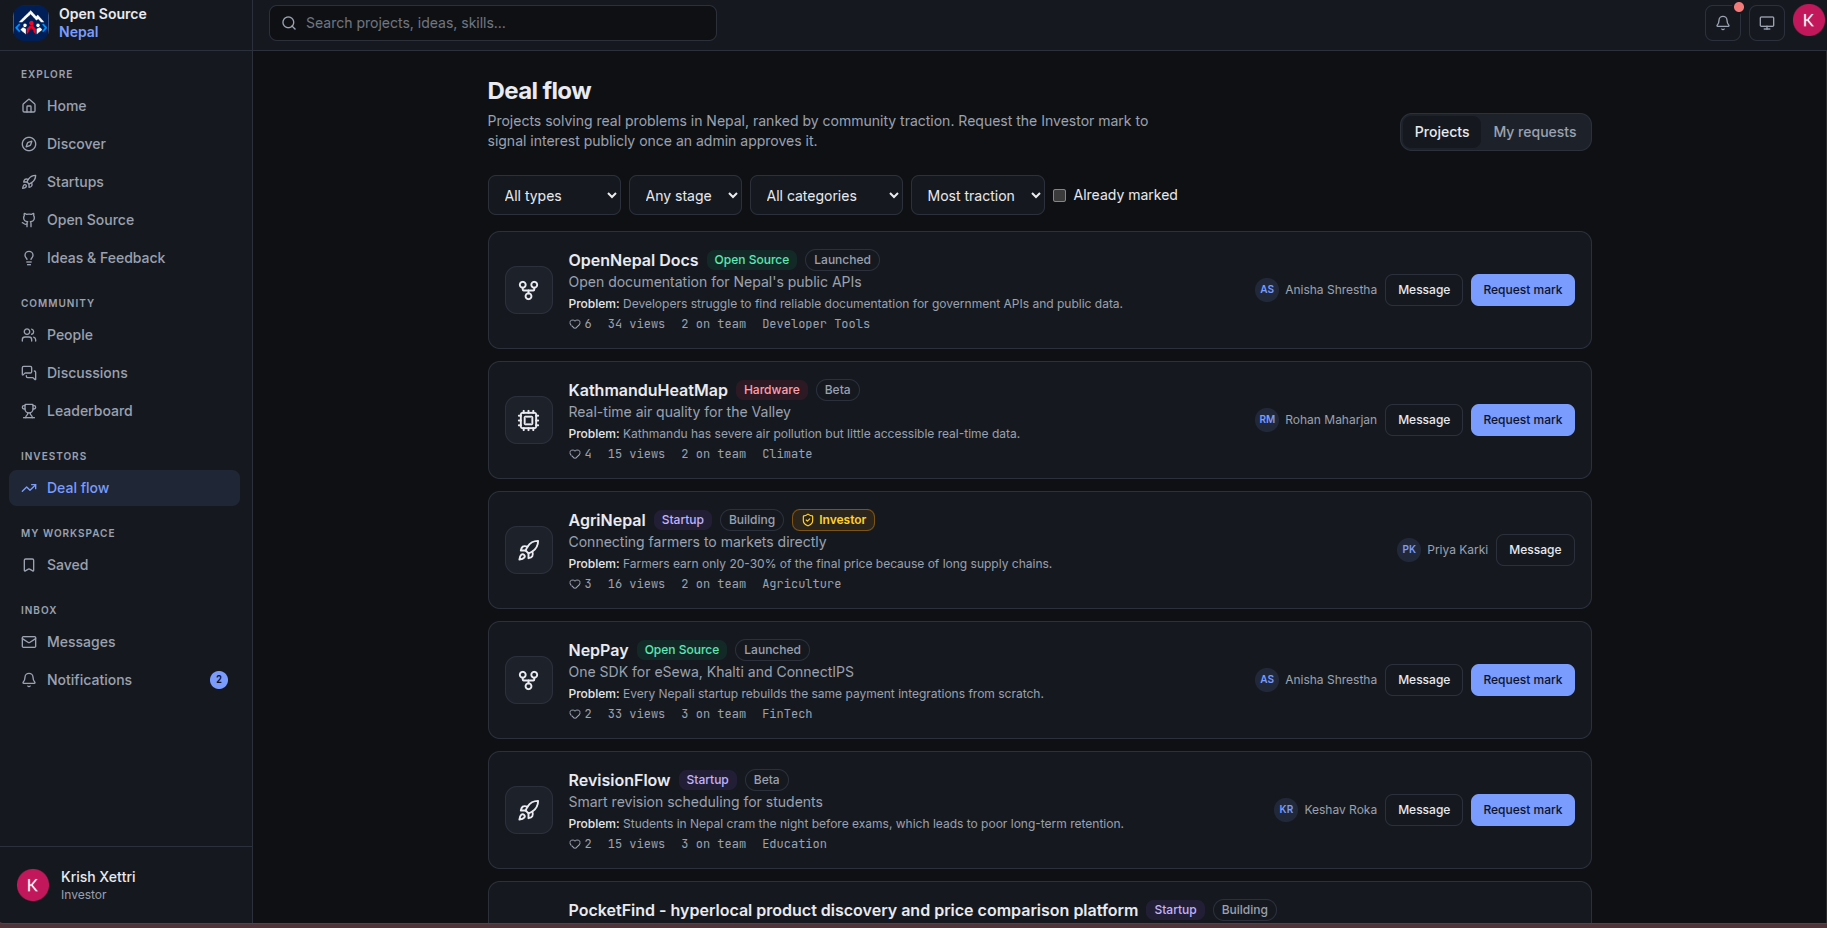 Open Source
Nepal
Search projects, ideas, skills...
K
EXPLORE
Home
Discover
Startups
Open Source
Ideas & Feedback
COMMUNITY
People
Discussions
Leaderboard
INVESTORS
Deal flow
MY WORKSPACE
Saved
INBOX
Messages
Notifications 2
K
Krish Xettri
Investor
Deal flow
Projects solving real problems in Nepal, ranked by community traction. Request the Investor mark to
signal interest publicly once an admin approves it.
Projects My requests
All types Any stage All categories Most traction Already marked
OpenNepal Docs Open Source Launched
Open documentation for Nepal's public APIs
Problem: Developers struggle to find reliable documentation for government APIs and public data.
6 34 views 2 on team Developer Tools
AS Anisha Shrestha Message Request mark
KathmanduHeatMap Hardware Beta
Real-time air quality for the Valley
Problem: Kathmandu has severe air pollution but little accessible real-time data.
4 15 views 2 on team Climate
RM Rohan Maharjan Message Request mark
AgriNepal Startup Building Investor
Connecting farmers to markets directly
Problem: Farmers earn only 20-30% of the final price because of long supply chains.
3 16 views 2 on team Agriculture
PK Priya Karki Message
NepPay Open Source Launched
One SDK for eSewa, Khalti and ConnectIPS
Problem: Every Nepali startup rebuilds the same payment integrations from scratch.
2 33 views 3 on team FinTech
AS Anisha Shrestha Message Request mark
RevisionFlow Startup Beta
Smart revision scheduling for students
Problem: Students in Nepal cram the night before exams, which leads to poor long-term retention.
2 15 views 3 on team Education
KR Keshav Roka Message Request mark
PocketFind - hyperlocal product discovery and price comparison platform Startup Building